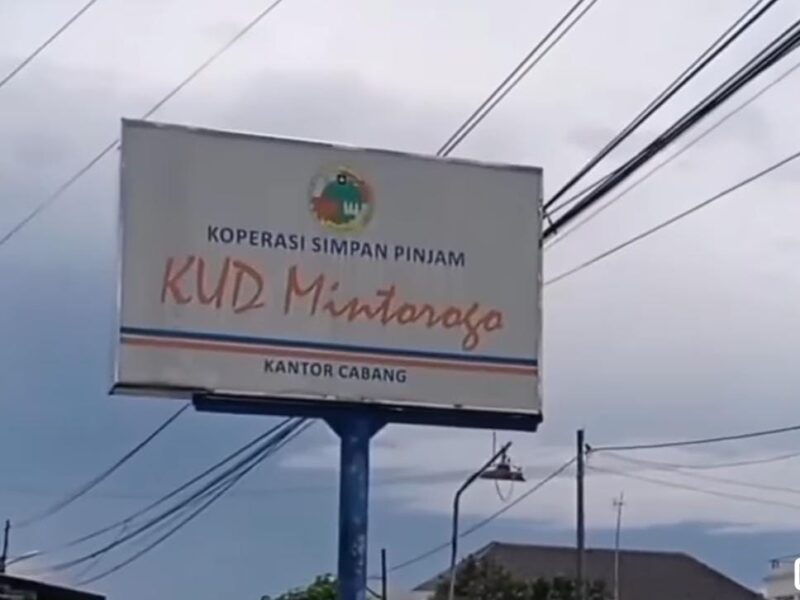 KOPERASI SIMPAN PINJAM
KUD Mintorogo
KANTOR CABANG